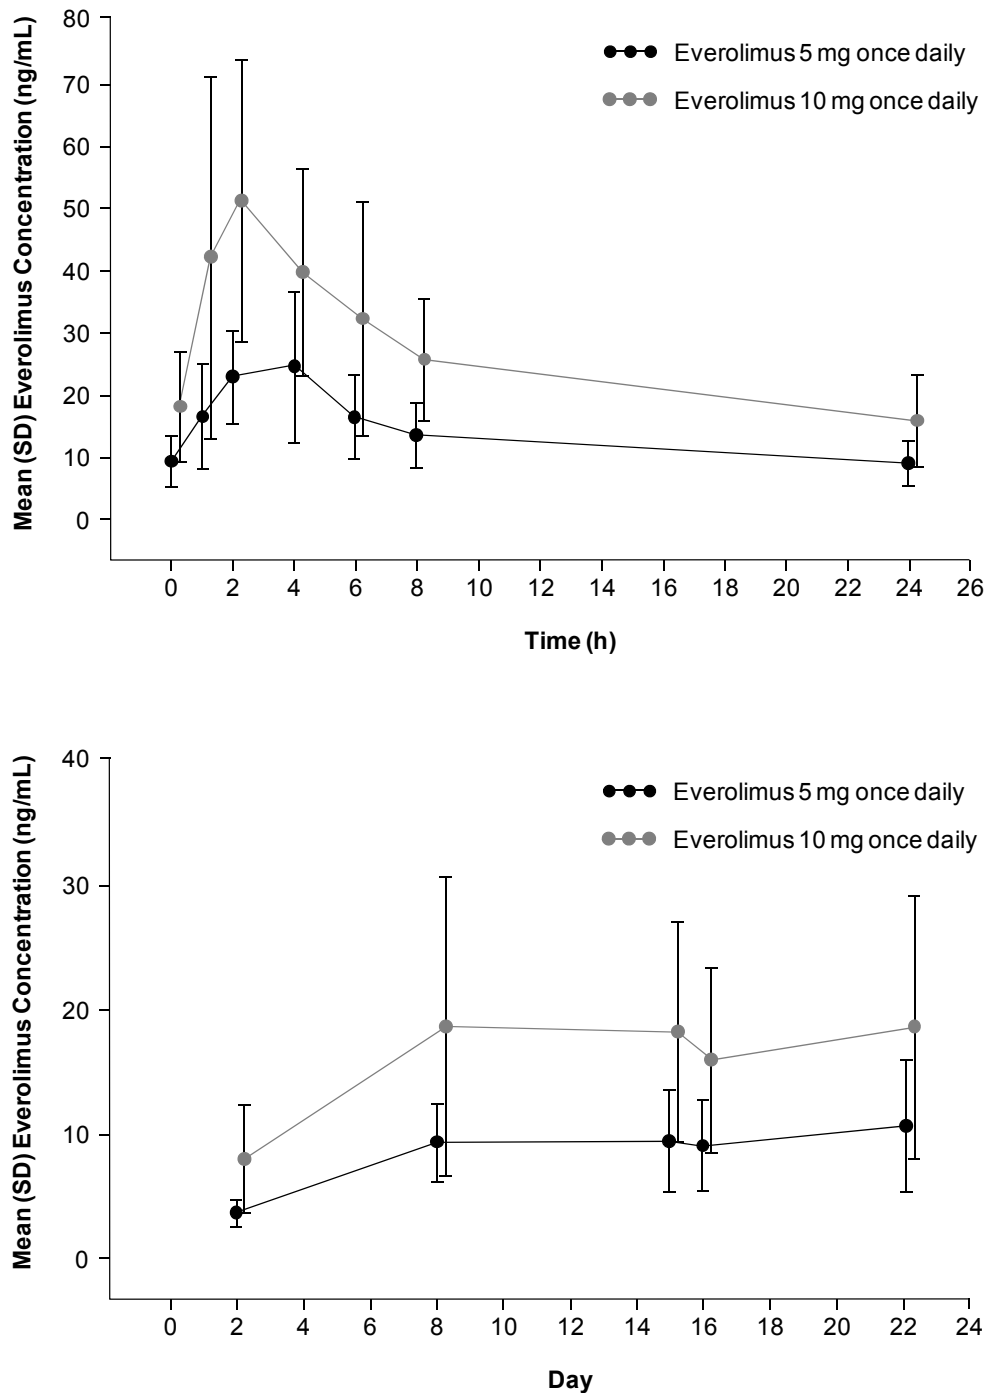 Mean (SD) Everolimus Concentration (ng/mL)
80
70
60
50
40
30
20
10
0
Everolimus 5 mg once daily
Everolimus 10 mg once daily
0 2 4 6 8 10 12 14 16 18 20 22 24 26
Time (h)
Mean (SD) Everolimus Concentration (ng/mL)
40
30
20
10
0
Everolimus 5 mg once daily
Everolimus 10 mg once daily
0 2 4 6 8 10 12 14 16 18 20 22 24
Day